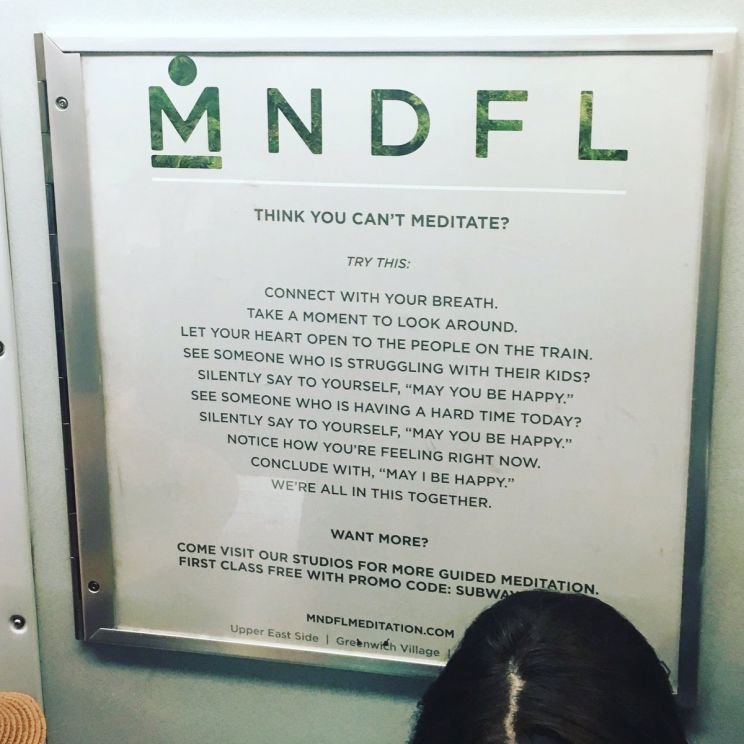 MNDFL
THINK YOU CAN'T MEDITATE?
TRY THIS:
CONNECT WITH YOUR BREATH.
TAKE A MOMENT TO LOOK AROUND.
LET YOUR HEART OPEN TO THE PEOPLE ON THE TRAIN.
SEE SOMEONE WHO IS STRUGGLING WITH THEIR KIDS?
SILENTLY SAY TO YOURSELF, “MAY YOU BE HAPPY.”
SEE SOMEONE WHO IS HAVING A HARD TIME TODAY?
SILENTLY SAY TO YOURSELF, “MAY YOU BE HAPPY.”
NOTICE HOW YOU'RE FEELING RIGHT NOW.
CONCLUDE WITH, “MAY I BE HAPPY.”
WE'RE ALL IN THIS TOGETHER.
WANT MORE?
COME VISIT OUR STUDIOS FOR MORE GUIDED MEDITATION.
FIRST CLASS FREE WITH PROMO CODE:
MNDFLMEDITATION.COM
Upper East Side | Greenwich Village |